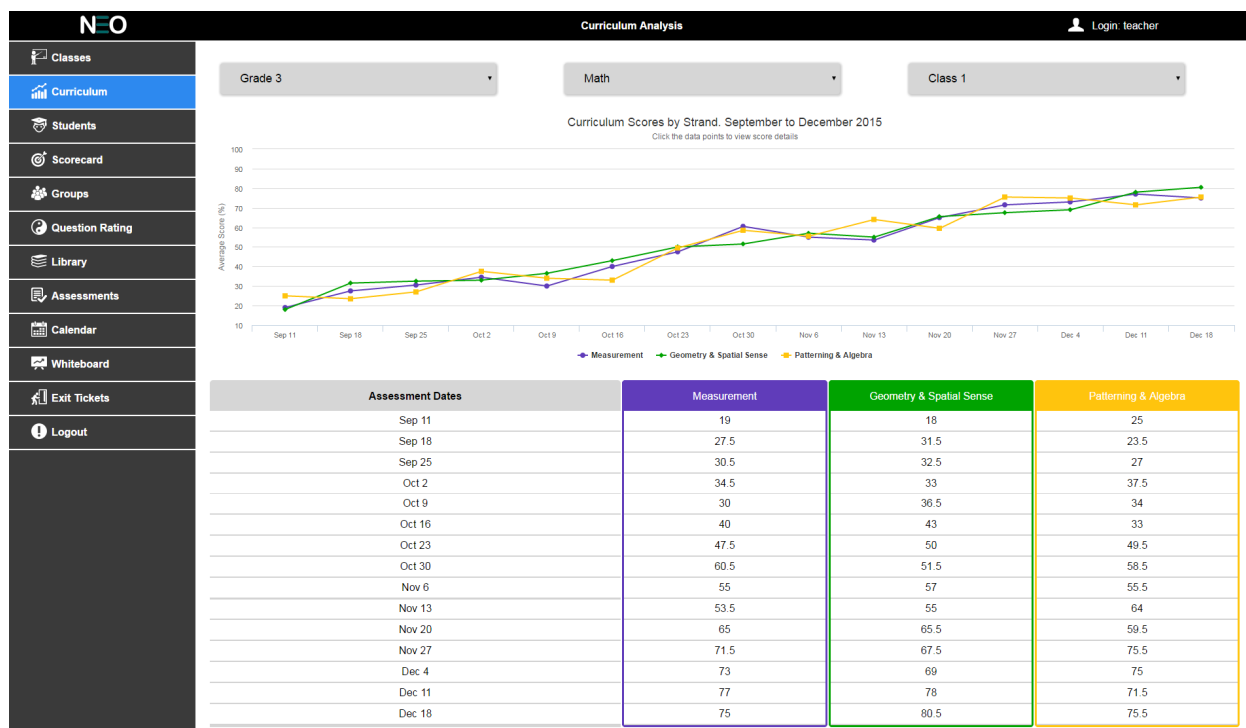 NEO Curriculum Analysis Login: teacher
Classes
Curriculum
Students
Scorecard
Groups
Question Rating
Library
Assessments
Calendar
Whiteboard
Exit Tickets
Logout
Grade 3 Math Class 1
Curriculum Scores by Strand. September to December 2015
Click the data points to view score details
Average Score (%)
100
90
80
70
60
50
40
30
20
10
Sep 11 Sep 18 Sep 25 Oct 2 Oct 9 Oct 16 Oct 23 Oct 30 Nov 6 Nov 13 Nov 20 Nov 27 Dec 4 Dec 11 Dec 18
Measurement Geometry & Spatial Sense Patterning & Algebra
Assessment Dates Measurement Geometry & Spatial Sense Patterning & Algebra
Sep 11 19 18 25
Sep 18 27.5 31.5 23.5
Sep 25 30.5 32.5 27
Oct 2 34.5 33 37.5
Oct 9 30 36.5 34
Oct 16 40 43 33
Oct 23 47.5 50 49.5
Oct 30 60.5 51.5 58.5
Nov 6 55 57 55.5
Nov 13 53.5 55 64
Nov 20 65 65.5 59.5
Nov 27 71.5 67.5 75.5
Dec 4 73 69 75
Dec 11 77 78 71.5
Dec 18 75 80.5 75.5